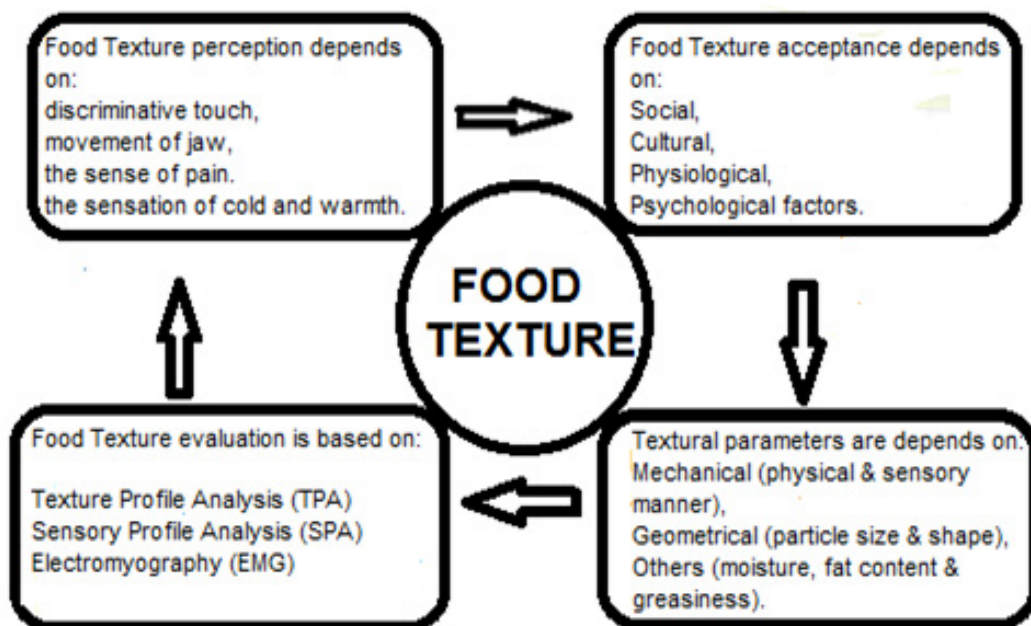 Food Texture perception depends
on:
discriminative touch,
movement of jaw,
the sense of pain.
the sensation of cold and warmth.
Food Texture acceptance depends
on:
Social,
Cultural,
Physiological,
Psychological factors.
FOOD
TEXTURE
Food Texture evaluation is based on:
Texture Profile Analysis (TPA)
Sensory Profile Analysis (SPA)
Electromyography (EMG)
Textural parameters are depends on:
Mechanical (physical & sensory
manner),
Geometrical (particle size & shape),
Others (moisture, fat content &
greasiness).